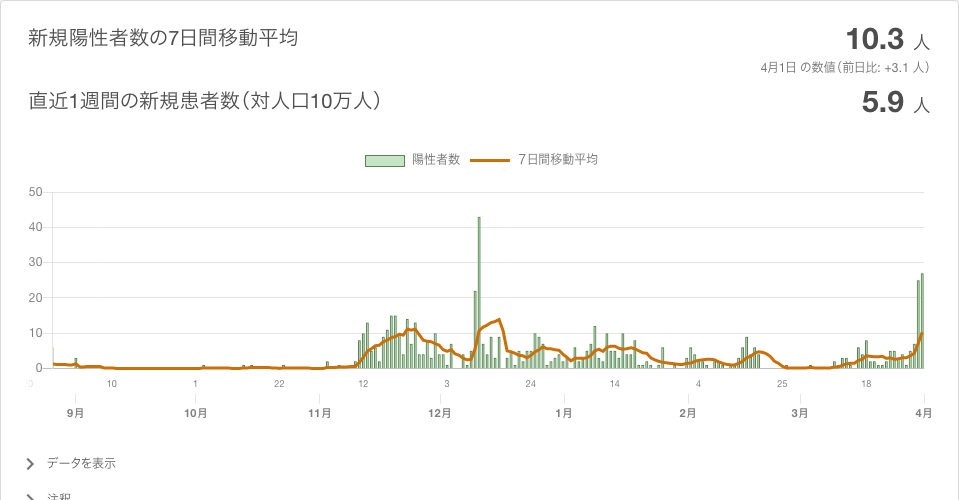 新規陽性者数の7日間移動平均
10.3 人
4月1日 の数値（前日比: +3.1 人）
直近1週間の新規患者数（対人口10万人）
5.9 人
陽性者数 7日間移動平均
50
40
30
20
10
0
10 1 22 12 3 24 14 4 25 18
9月 10月 11月 12月 1月 2月 3月 4月
データを表示
注釈